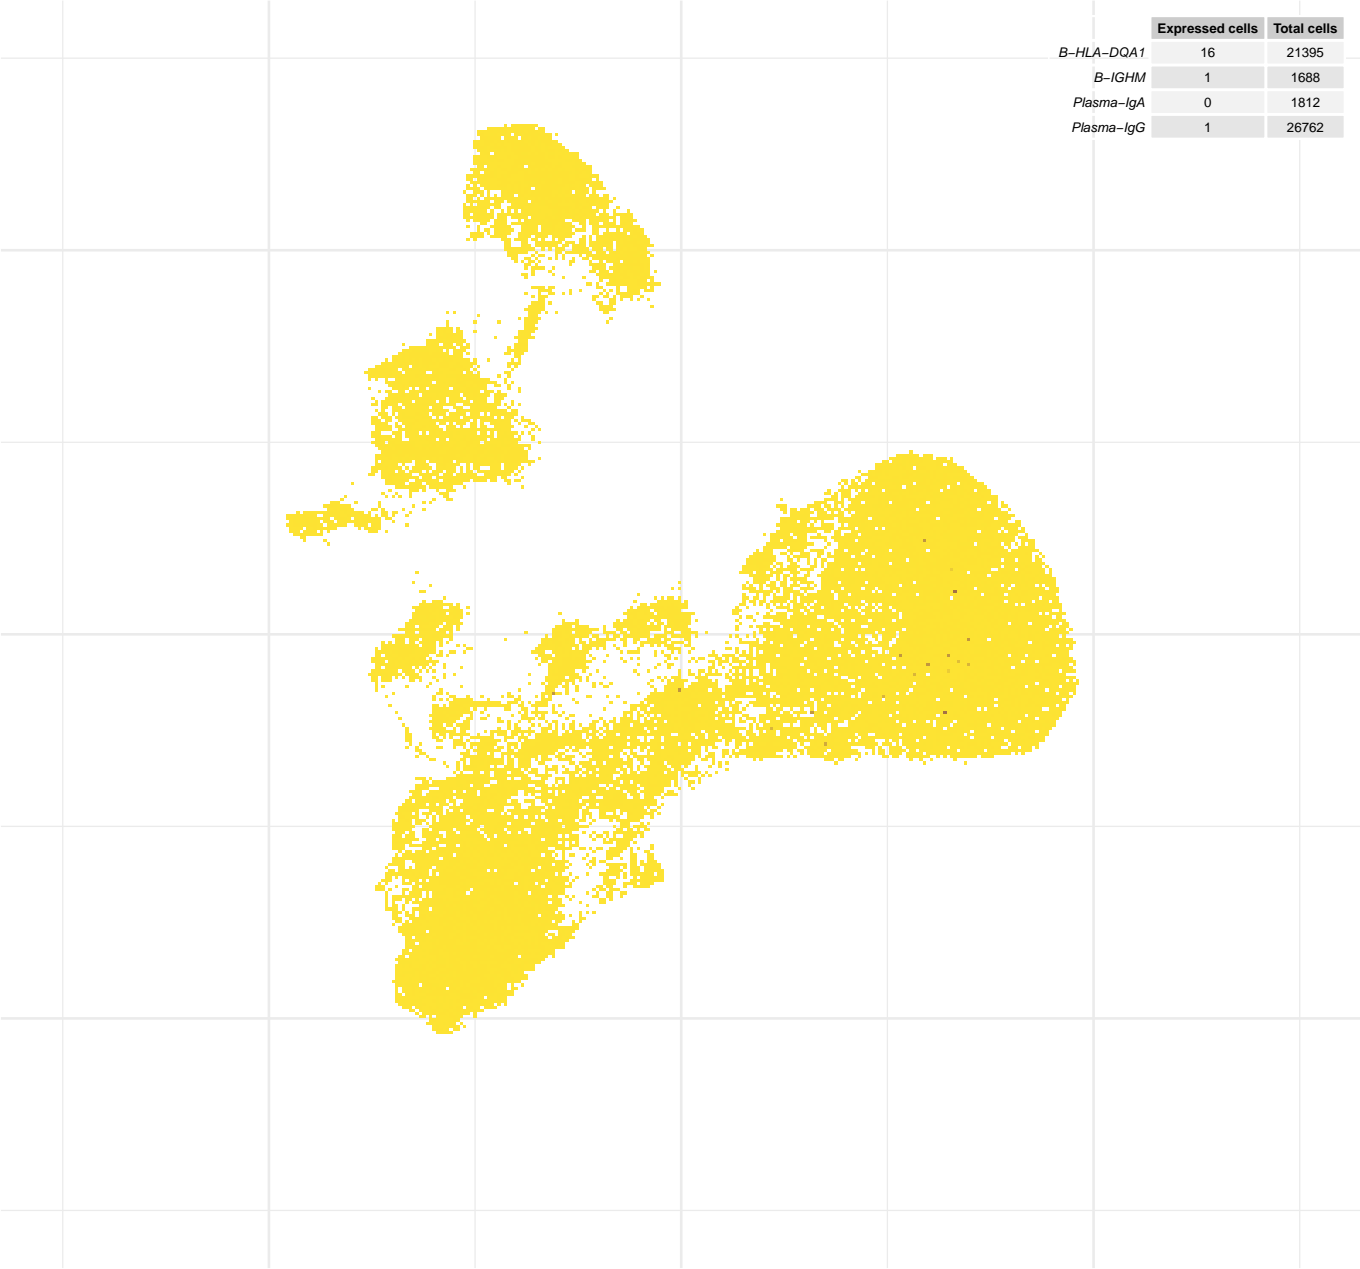 Expressed cells Total cells
B−HLA−DQA1 16 21395
B−IGHM 1 1688
Plasma−IgA 0 1812
Plasma−IgG 1 26762